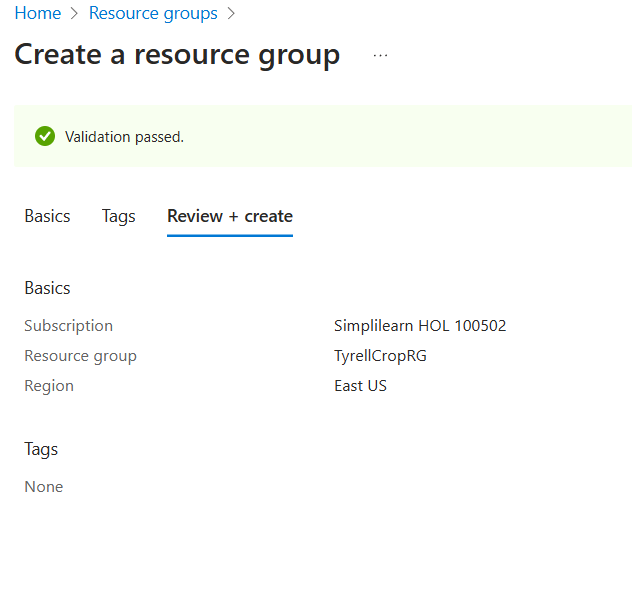 Home > Resource groups >
Create a resource group ...
Validation passed.
Basics Tags Review + create
Basics
Subscription Simplilearn HOL 100502
Resource group TyrellCropRG
Region East US
Tags
None